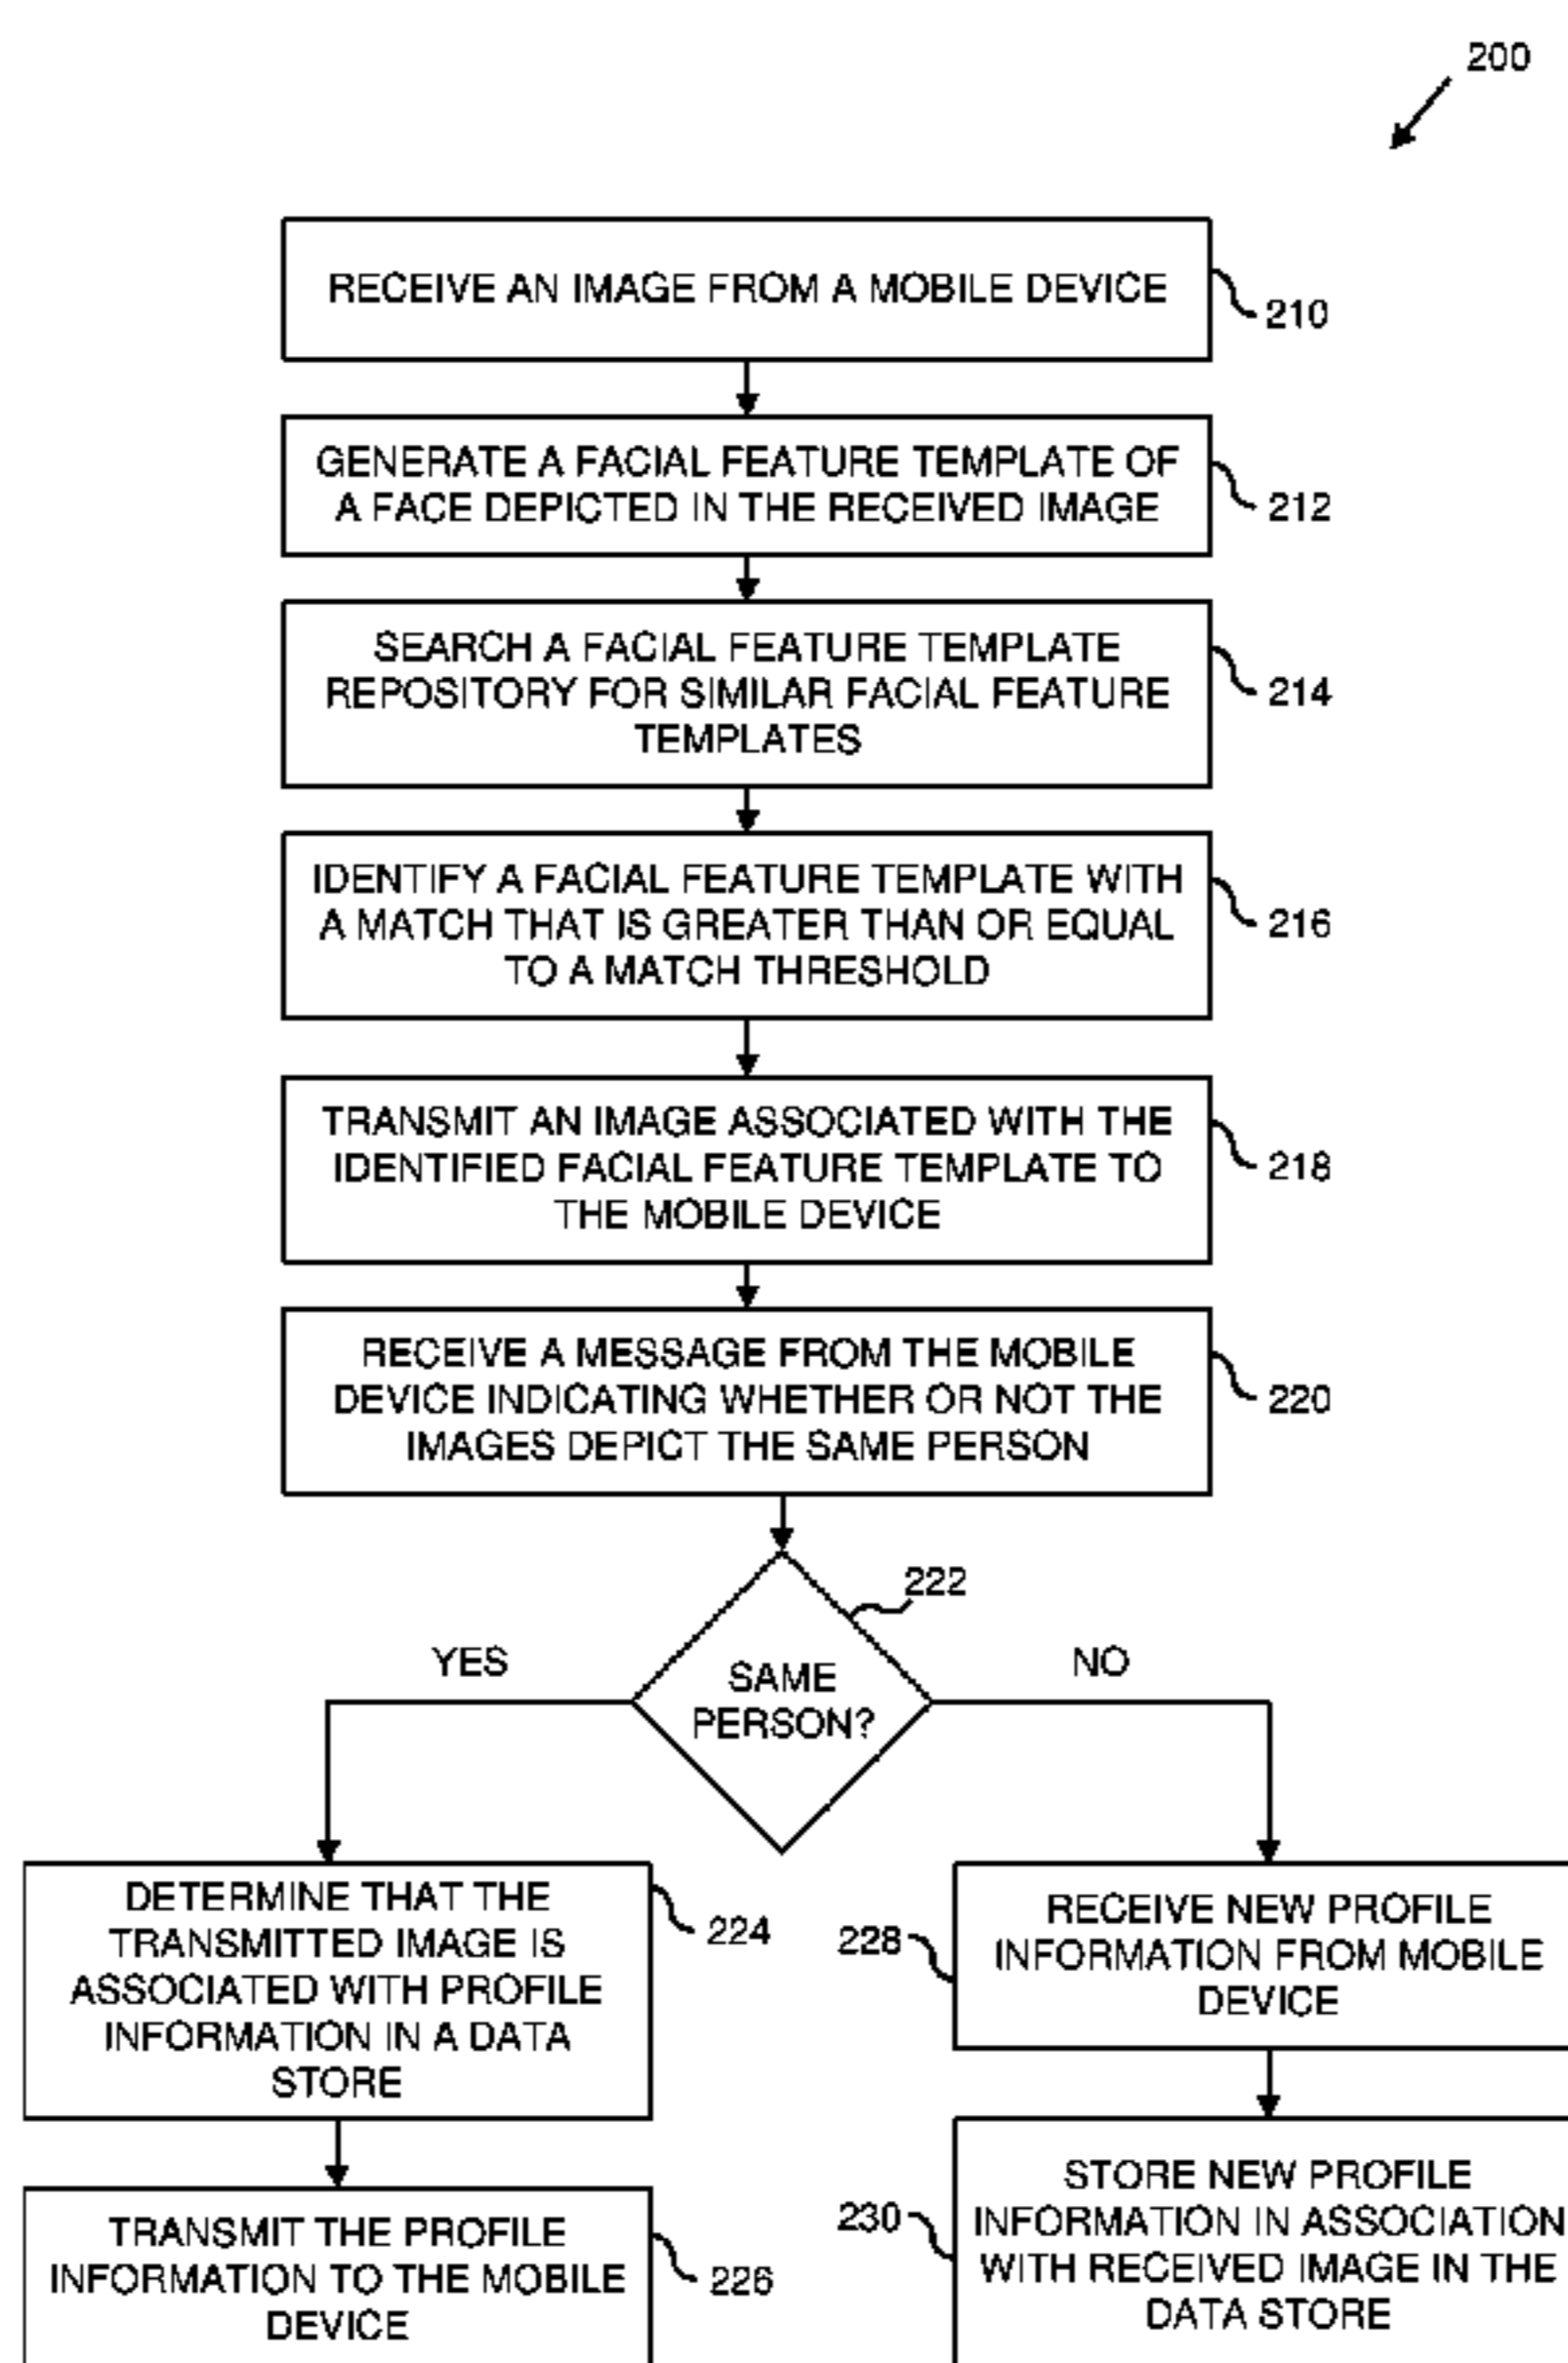 200
RECEIVE AN IMAGE FROM A MOBILE DEVICE
210
GENERATE A FACIAL FEATURE TEMPLATE OF
A FACE DEPICTED IN THE RECEIVED IMAGE
212
SEARCH A FACIAL FEATURE TEMPLATE
REPOSITORY FOR SIMILAR FACIAL FEATURE
TEMPLATES
214
IDENTIFY A FACIAL FEATURE TEMPLATE WITH
A MATCH THAT IS GREATER THAN OR EQUAL
TO A MATCH THRESHOLD
216
TRANSMIT AN IMAGE ASSOCIATED WITH THE
IDENTIFIED FACIAL FEATURE TEMPLATE TO
THE MOBILE DEVICE
218
RECEIVE A MESSAGE FROM THE MOBILE
DEVICE INDICATING WHETHER OR NOT THE
IMAGES DEPICT THE SAME PERSON
220
222
SAME
PERSON?
YES
NO
DETERMINE THAT THE
TRANSMITTED IMAGE IS
ASSOCIATED WITH PROFILE
INFORMATION IN A DATA
STORE
224
TRANSMIT THE PROFILE
INFORMATION TO THE MOBILE
DEVICE
226
228
RECEIVE NEW PROFILE
INFORMATION FROM MOBILE
DEVICE
230
STORE NEW PROFILE
INFORMATION IN ASSOCIATION
WITH RECEIVED IMAGE IN THE
DATA STORE